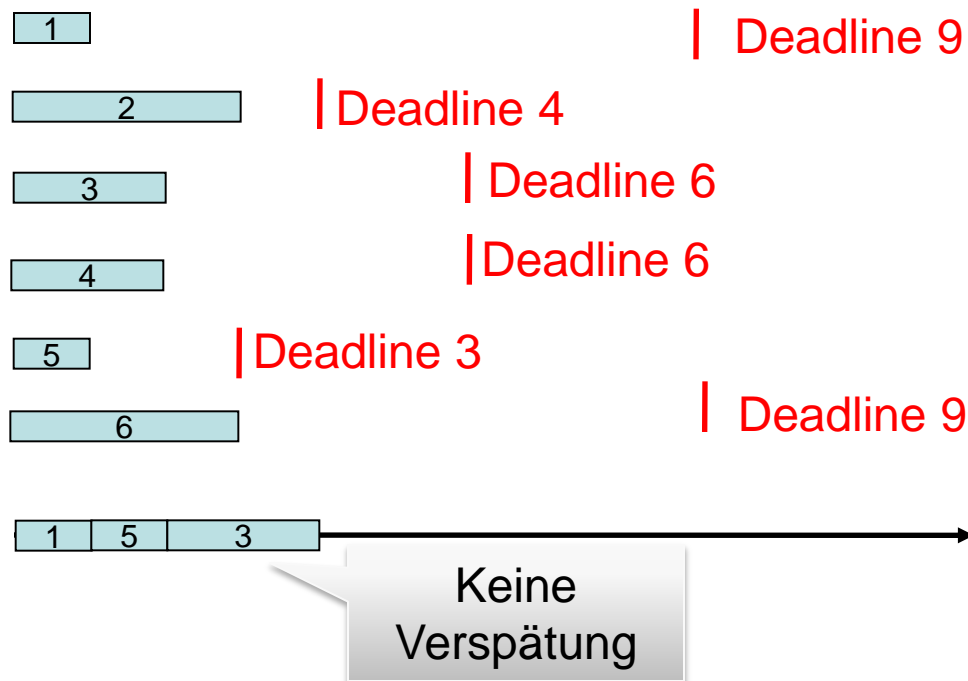 1
Deadline 9
2
Deadline 4
3
Deadline 6
4
Deadline 6
5
Deadline 3
6
Deadline 9
1 5 3
Keine
Verspätung